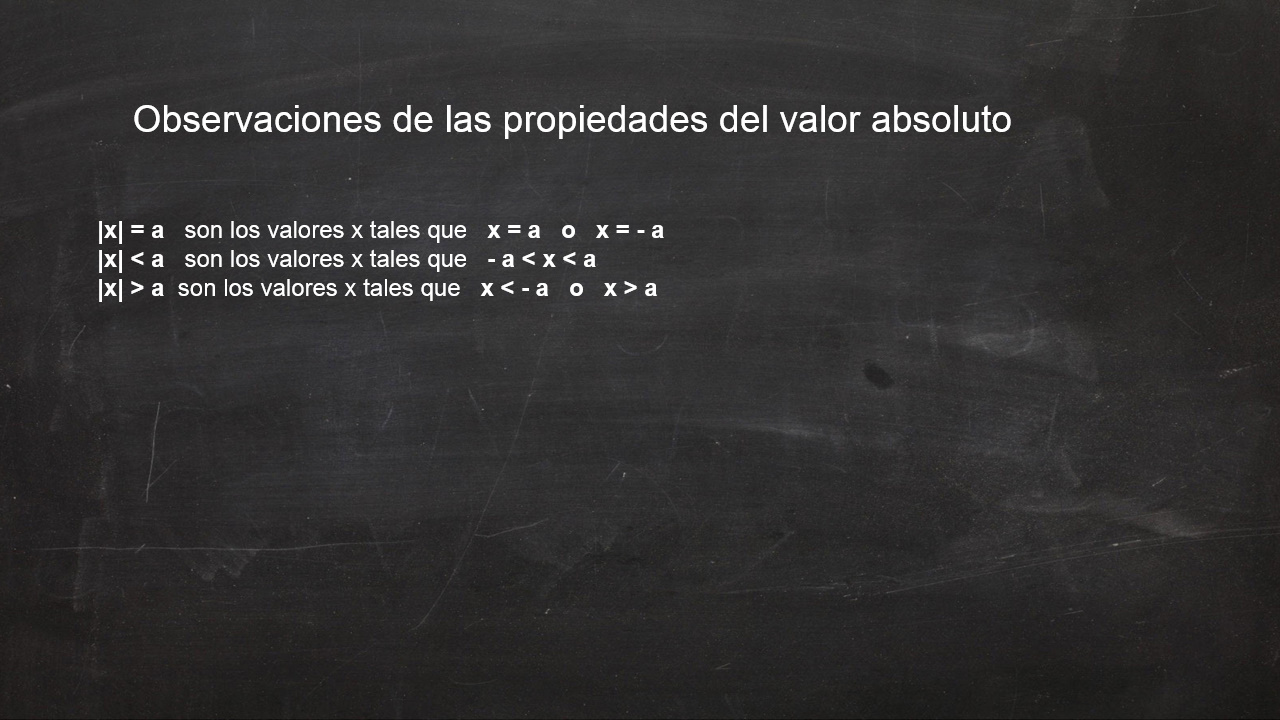 Observaciones de las propiedades del valor absoluto
|x| = a son los valores x tales que x = a o x = - a
|x| < a son los valores x tales que - a < x < a
|x| > a son los valores x tales que x < - a o x > a